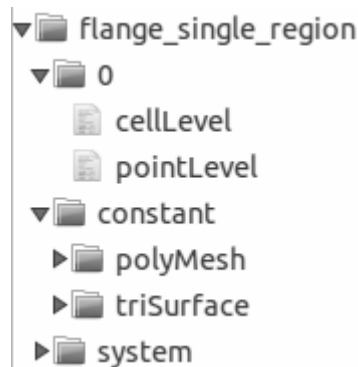 flange_single_region
0
cellLevel
pointLevel
constant
polyMesh
triSurface
system